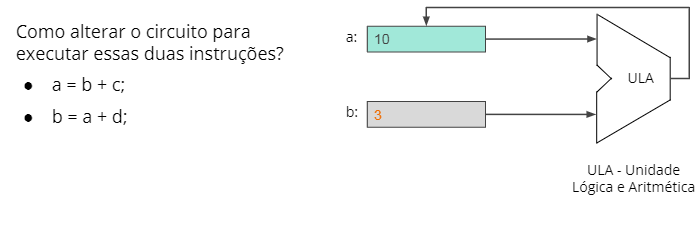 Como alterar o circuito para
executar essas duas instruções?
● a = b + c;
● b = a + d;
a: 10
b: 3
ULA
ULA - Unidade
Lógica e Aritmética